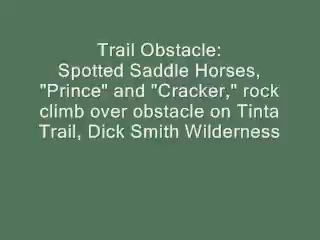 Trail Obstacle:
Spotted Saddle Horses,
"Prince" and "Cracker," rock
climb over obstacle on Tinta
Trail, Dick Smith Wilderness